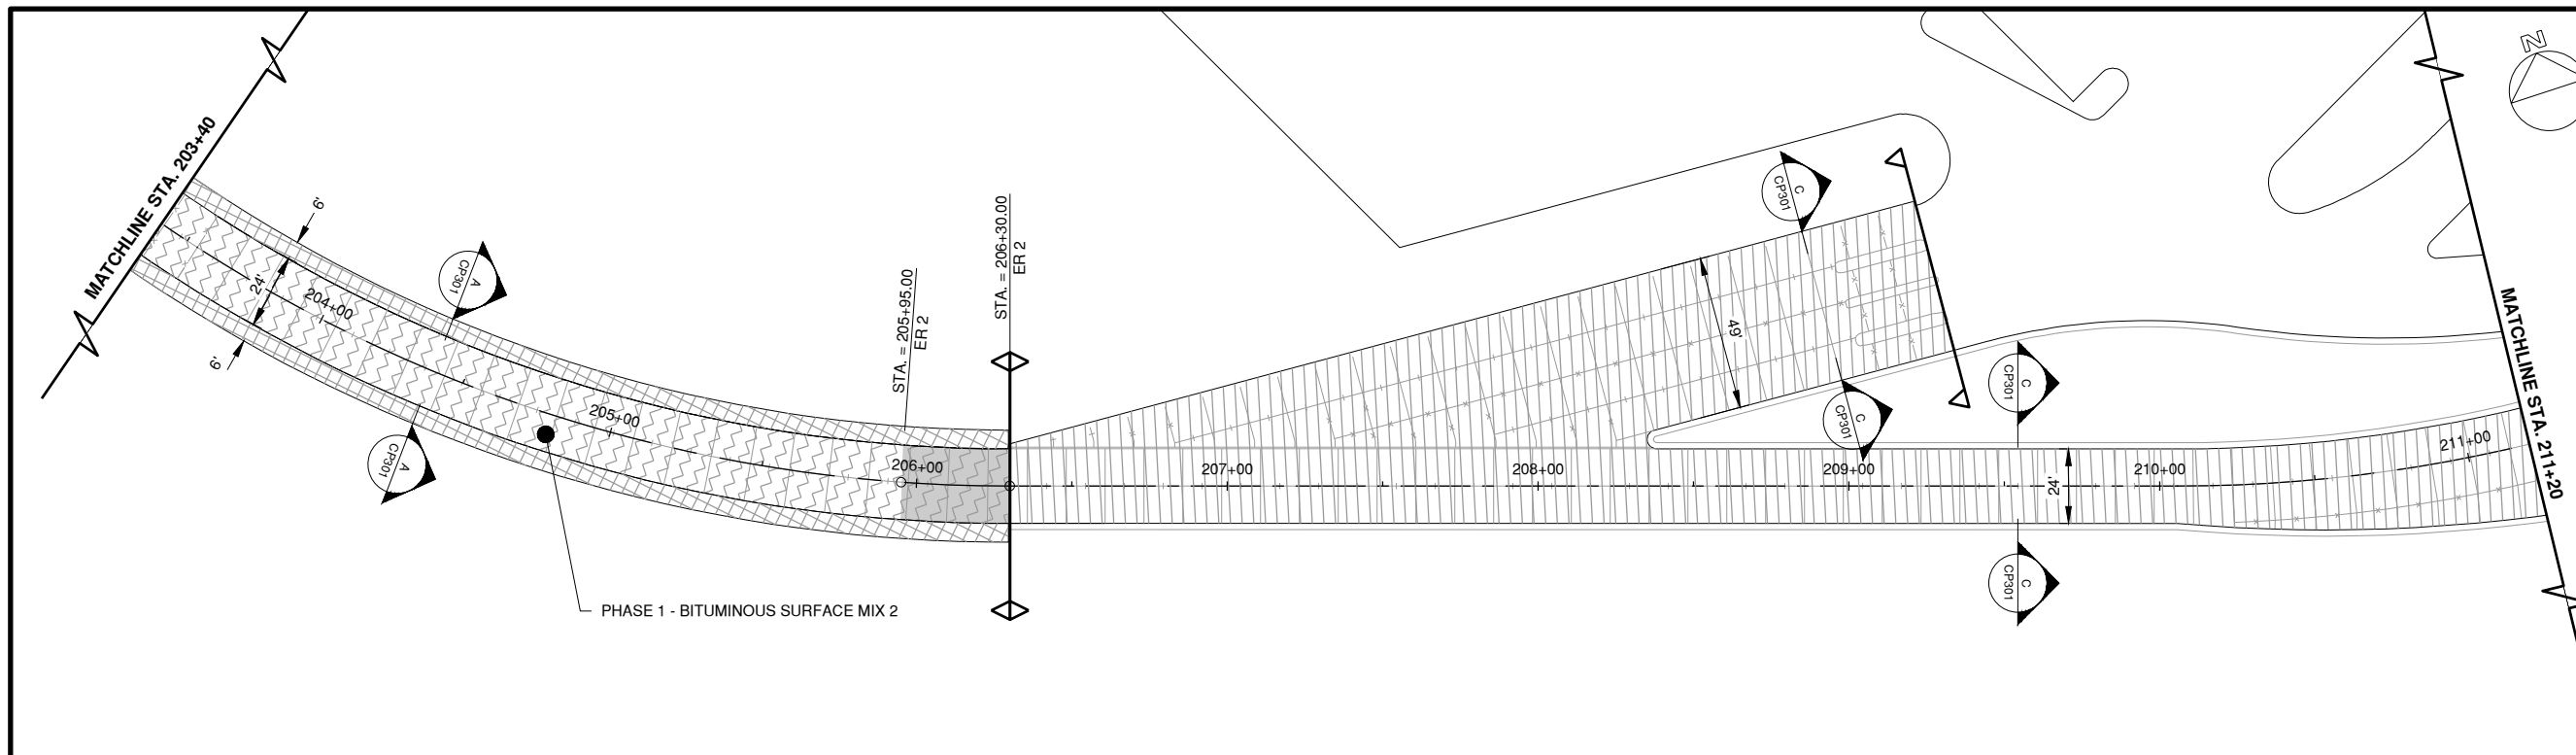 MATCHLINE STA. 203+40
6'
24'
6'
204+00
A
CP301
A
CP301
205+00
PHASE 1 - BITUMINOUS SURFACE MIX 2
STA. = 205+95.00
ER 2
206+00
STA. = 206+30.00
ER 2
207+00
208+00
49'
C
CP301
C
CP301
209+00
C
CP301
C
CP301
24'
210+00
211+00
MATCHLINE STA. 211+20
N